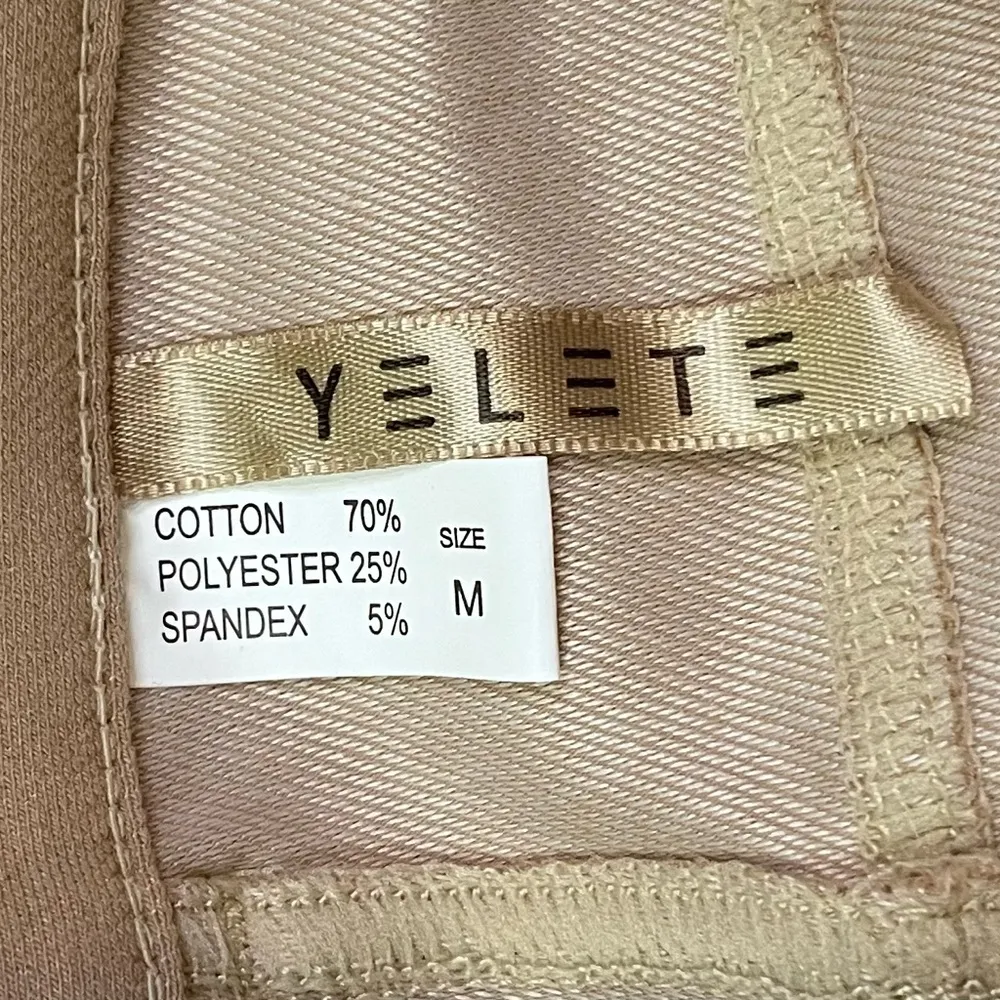 YELETE
COTTON 70%
POLYESTER 25%
SPANDEX 5%
SIZE
M